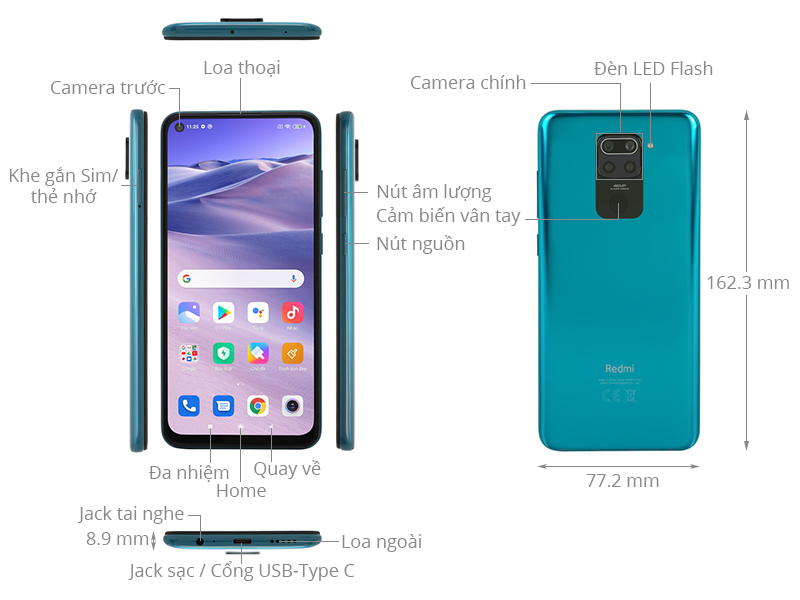 Loa thoại
Camera trước
Camera chính
Đèn LED Flash
11:25
Khe gắn Sim/
thẻ nhớ
Nút âm lượng
Cảm biến vân tay
Nút nguồn
48MP
G
162.3 mm
Redmi
Đa nhiệm
Quay về
Home
77.2 mm
Jack tai nghe
8.9 mm
Loa ngoài
Jack sạc / Cổng USB-Type C